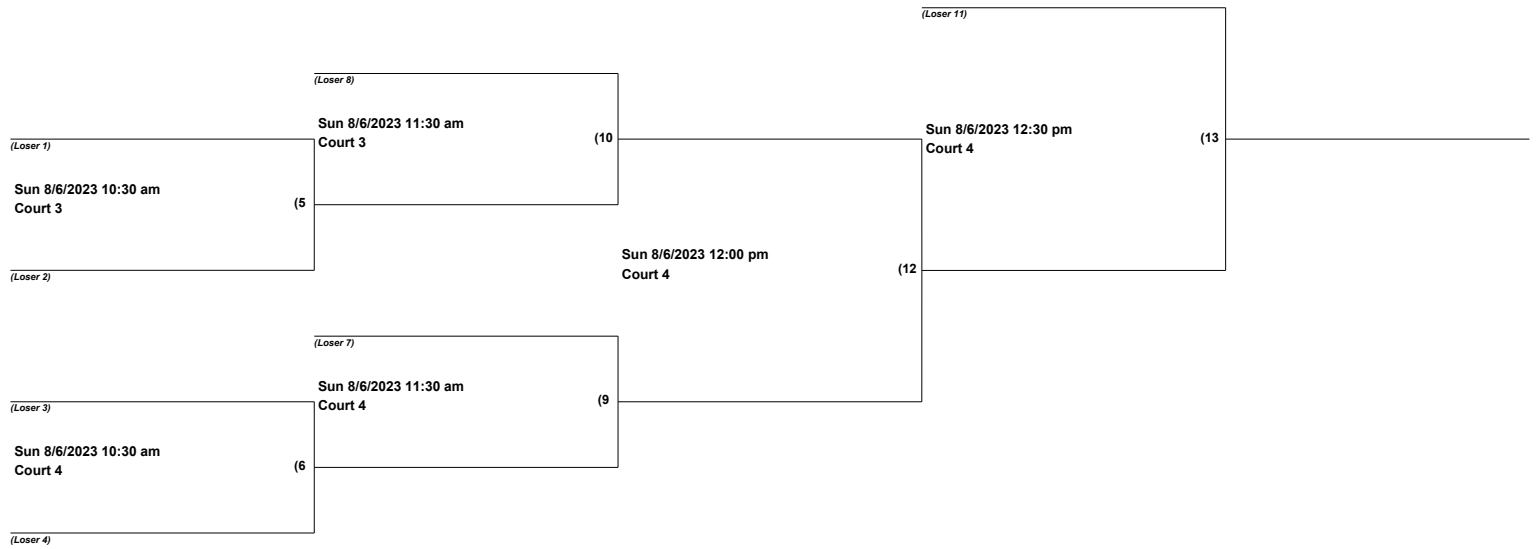 (Loser 11)
(Loser 8)
Sun 8/6/2023 11:30 am
Court 3
(10
Sun 8/6/2023 12:30 pm
Court 4
(13
(Loser 1)
Sun 8/6/2023 10:30 am
Court 3
(5
Sun 8/6/2023 12:00 pm
Court 4
(12
(Loser 2)
(Loser 7)
Sun 8/6/2023 11:30 am
Court 4
(9
(Loser 3)
Sun 8/6/2023 10:30 am
Court 4
(6
(Loser 4)